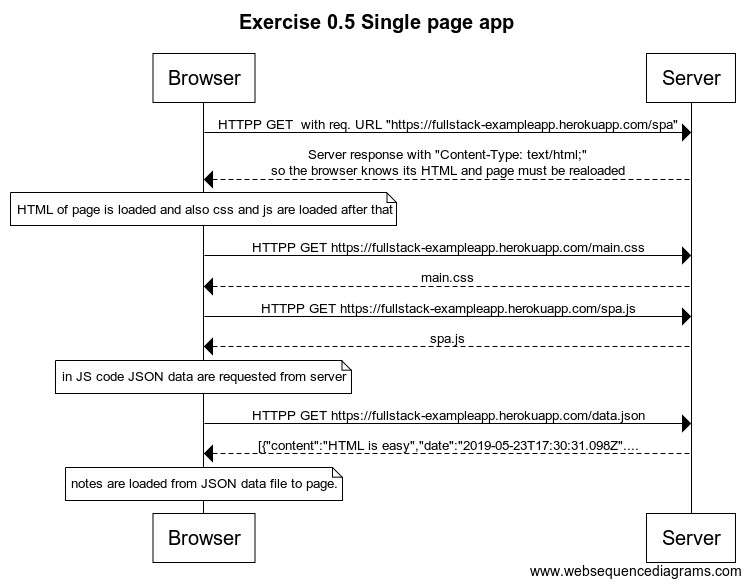 Exercise 0.5 Single page app
Browser
Server
HTTPP GET  with req. URL "https://fullstack-exampleapp.herokuapp.com/spa"
Server response with "Content-Type: text/html;"
so the browser knows its HTML and page must be realoaded
HTML of page is loaded and also css and js are loaded after that
HTTPP GET https://fullstack-exampleapp.herokuapp.com/main.css
main.css
HTTPP GET https://fullstack-exampleapp.herokuapp.com/spa.js
spa.js
in JS code JSON data are requested from server
HTTPP GET https://fullstack-exampleapp.herokuapp.com/data.json
[{"content":"HTML is easy","date":"2019-05-23T17:30:31.098Z"....
notes are loaded from JSON data file to page.
Browser
Server
www.websequencediagrams.com